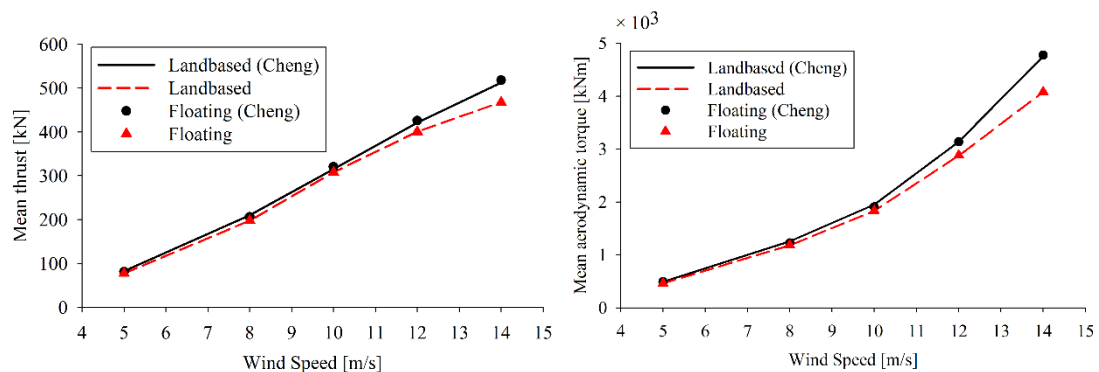 600
500
400
300
200
100
0
Mean thrust [kN]
Landbased (Cheng)
Landbased
Floating (Cheng)
Floating
4 5 6 7 8 9 10 11 12 13 14 15
Wind Speed [m/s]
× 10³
5
4
3
2
1
0
Mean aerodynamic torque [kNm]
Landbased (Cheng)
Landbased
Floating (Cheng)
Floating
4 5 6 7 8 9 10 11 12 13 14 15
Wind Speed [m/s]